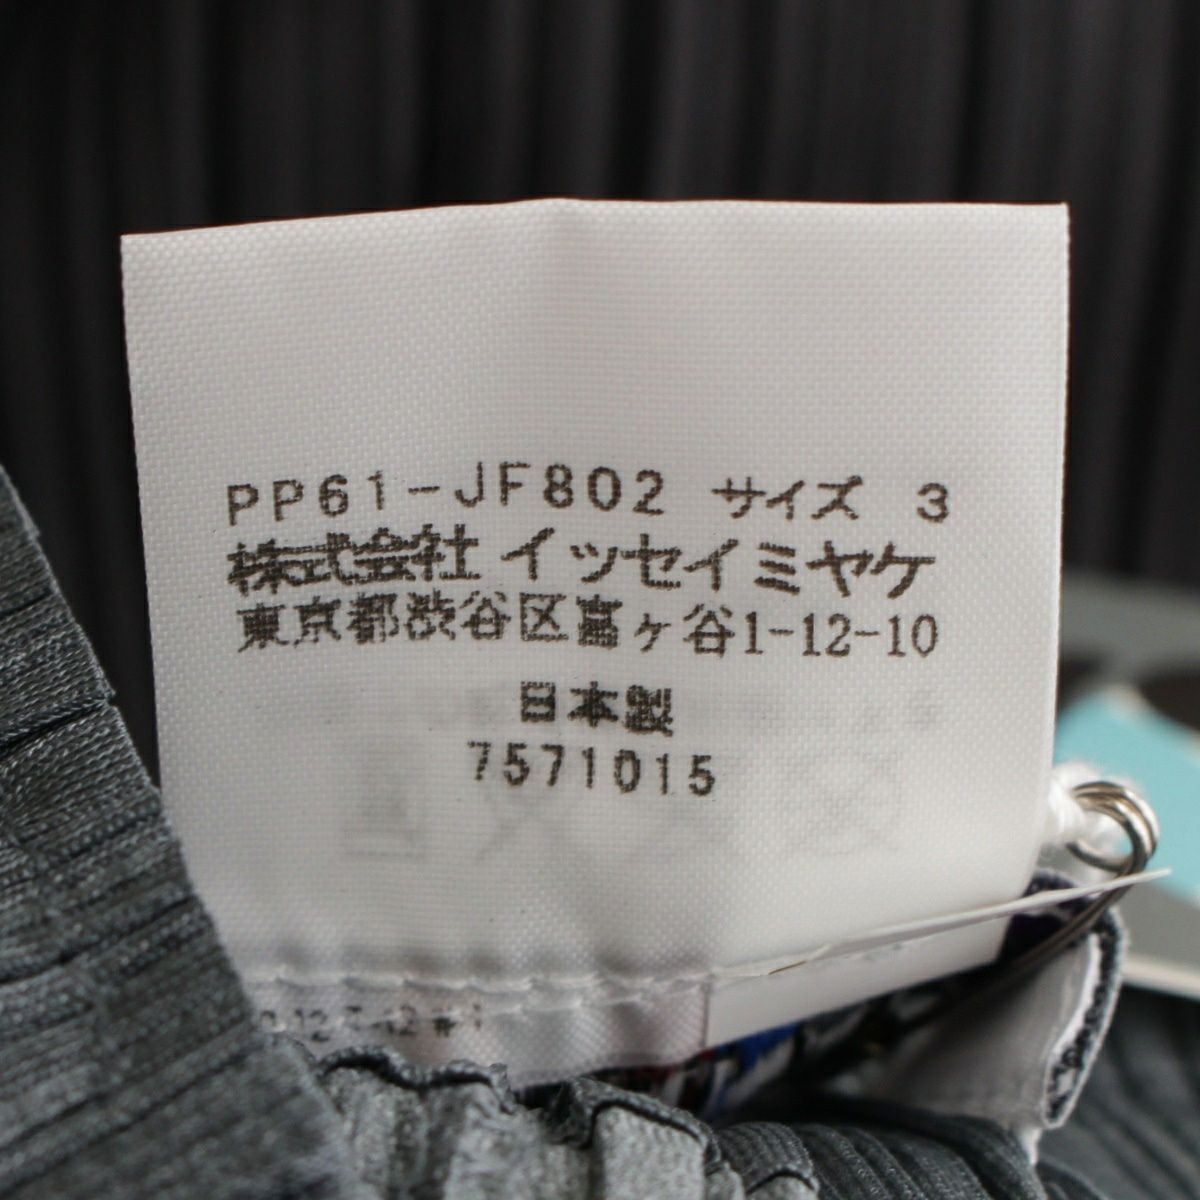 PP61-JF802 サイズ 3
株式会社 イッセイミヤケ
東京都渋谷区富ヶ谷1-12-10
日本製
7571015